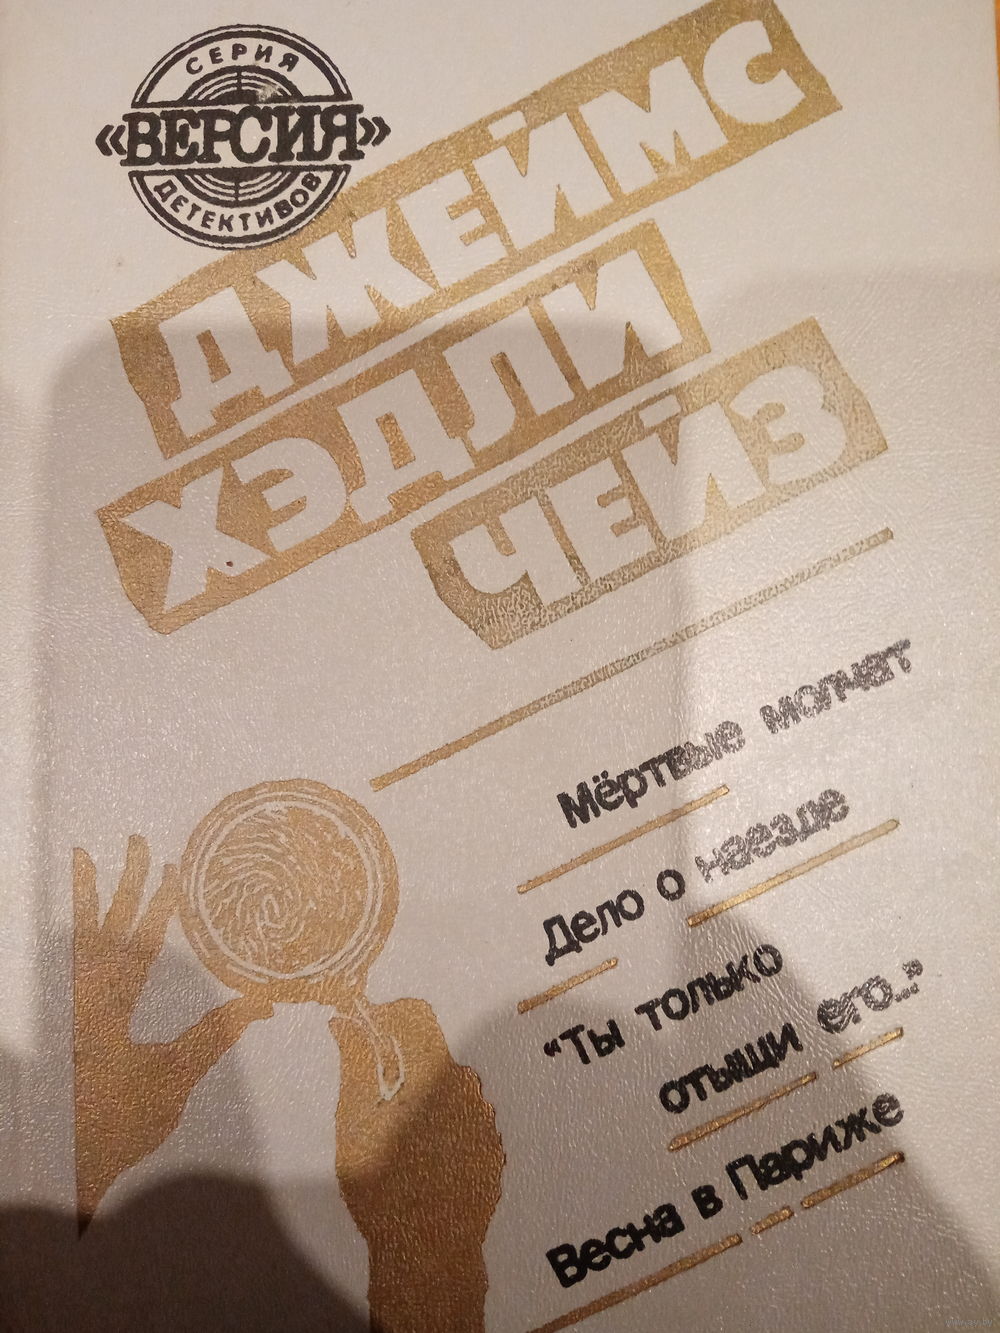 СЕРИЯ
«ВЕРСИЯ»
ДЕТЕКТИВОВ
ДЖЕЙМС
ХЭДЛИ
ЧЕЙЗ
Мёртвые молчат
Дело о наезде
“Ты только
отыщи его...”
Весна в Париже